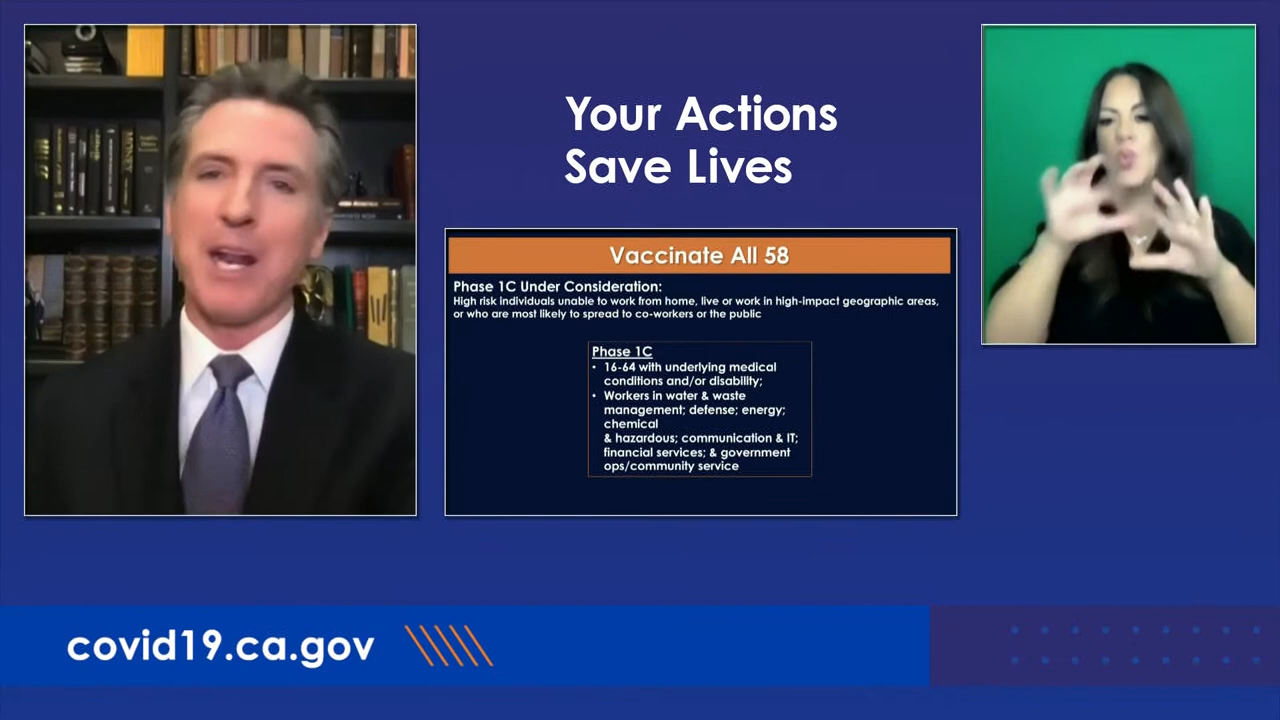 Your Actions
Save Lives
Vaccinate All 58
Phase 1C Under Consideration:
High risk individuals unable to work from home, live or work in high-impact geographic areas,
or who are most likely to spread to co-workers or the public
Phase 1C
• 16-64 with underlying medical
conditions and/or disability;
• Workers in water & waste
management; defense; energy;
chemical
& hazardous; communication & IT;
financial services; & government
ops/community service
covid19.ca.gov